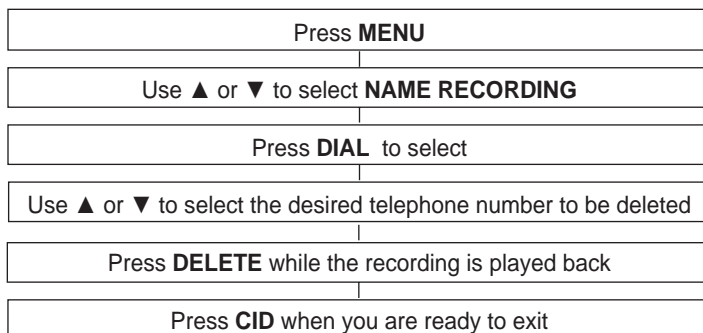 Press MENU
Use ▲ or ▼ to select NAME RECORDING
Press DIAL to select
Use ▲ or ▼ to select the desired telephone number to be deleted
Press DELETE while the recording is played back
Press CID when you are ready to exit